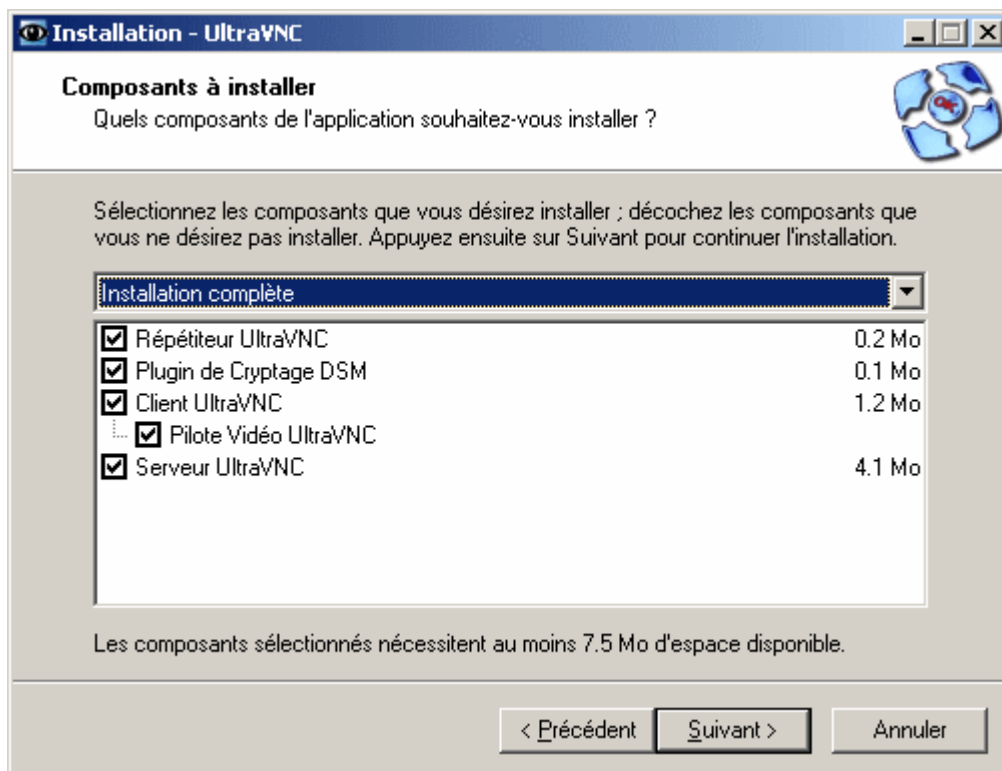 Installation - UltraVNC
Composants à installer
Quels composants de l'application souhaitez-vous installer ?
OK
Sélectionnez les composants que vous désirez installer ; décochez les composants que
vous ne désirez pas installer. Appuyez ensuite sur Suivant pour continuer l'installation.
Installation complète
Répétiteur UltraVNC 0.2 Mo
Plugin de Cryptage DSM 0.1 Mo
Client UltraVNC 1.2 Mo
Pilote Vidéo UltraVNC
Serveur UltraVNC 4.1 Mo
Les composants sélectionnés nécessitent au moins 7.5 Mo d'espace disponible.
< Précédent Suivant > Annuler